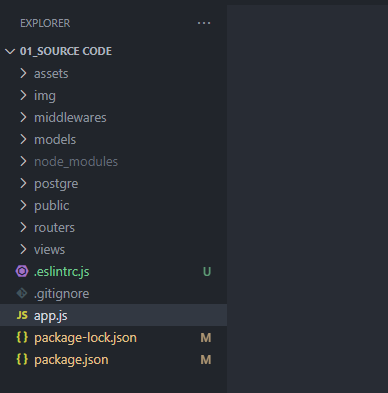 EXPLORER ...
01_SOURCE CODE
assets
img
middlewares
models
node_modules
postgre
public
routers
views
.eslintrc.js U
.gitignore
JS app.js
{} package-lock.json M
{} package.json M